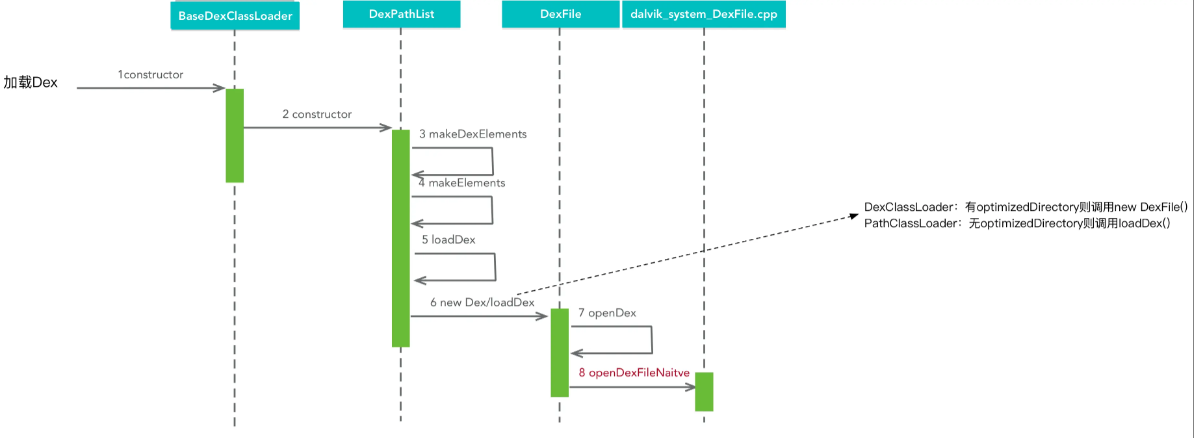 BaseDexClassLoader
DexPathList
DexFile
dalvik_system_DexFile.cpp
加载Dex
1constructor
2 constructor
3 makeDexElements
4 makeElements
DexClassLoader：有optimizedDirectory则调用new DexFile()
PathClassLoader：无optimizedDirectory则调用loadDex()
5 loadDex
6 new Dex/loadDex
7 openDex
8 openDexFileNaitve